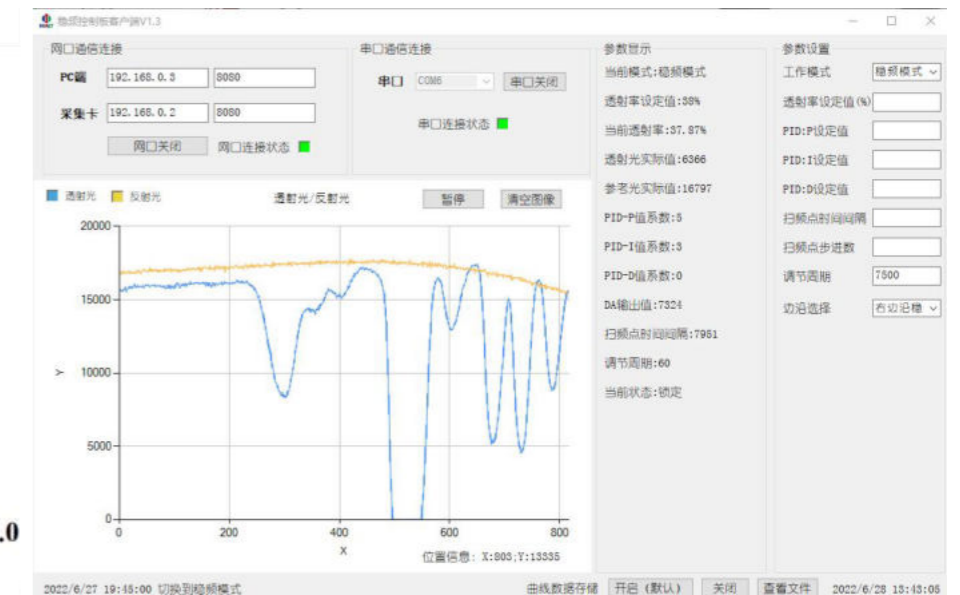 稳频控制板客户端V1.3
网口通信连接
PC端 192.168.0.3 8080
采集卡 192.168.0.2 8080
网口关闭 网口连接状态
串口通信连接
串口 COM6 串口关闭
串口连接状态
透射光 反射光 透射光/反射光 暂停 清空图像
20000
15000
10000
5000
0
Y
0 200 400 600 800
X
位置信息: X:803;Y:13335
参数显示
当前模式:稳频模式
透射率设定值:38%
当前透射率:37.87%
透射光实际值:6366
参考光实际值:16797
PID-P值系数:5
PID-I值系数:3
PID-D值系数:0
DA输出值:7324
扫频点时间间隔:7951
调节周期:60
当前状态:锁定
参数设置
工作模式 稳频模式
透射率设定值(%)
PID:P设定值
PID:I设定值
PID:D设定值
扫频点时间间隔
扫频点步进数
调节周期 7500
边沿选择 右边沿稳
.0
2022/6/27 19:45:00 切换到稳频模式 曲线数据存储 开启 (默认) 关闭 查看文件 2022/6/28 13:43:05